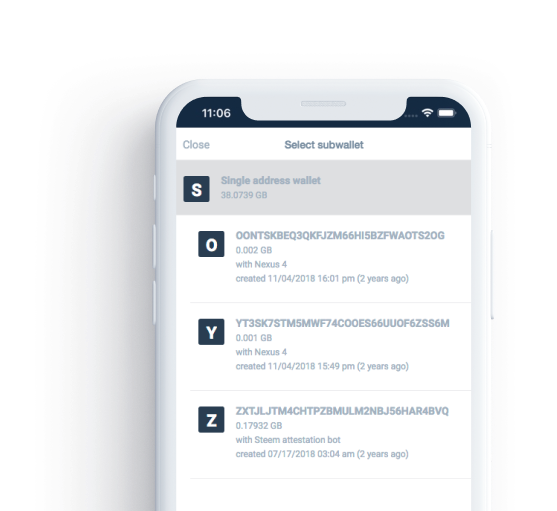 11:06
Close
Select subwallet
S
Single address wallet
38.0739 GB
O
OONTSKBEQ3QKFJZM66HI5BZFWAOTS2OG
0.002 GB
with Nexus 4
created 11/04/2018 16:01 pm (2 years ago)
Y
YT3SK7STM5MWF74COOES66UUOF6ZSS6M
0.001 GB
with Nexus 4
created 11/04/2018 15:49 pm (2 years ago)
Z
ZXTJLJTM4CHTPZBMULM2NBJ56HAR4BVQ
0.17932 GB
with Steem attestation bot
created 07/17/2018 03:04 am (2 years ago)